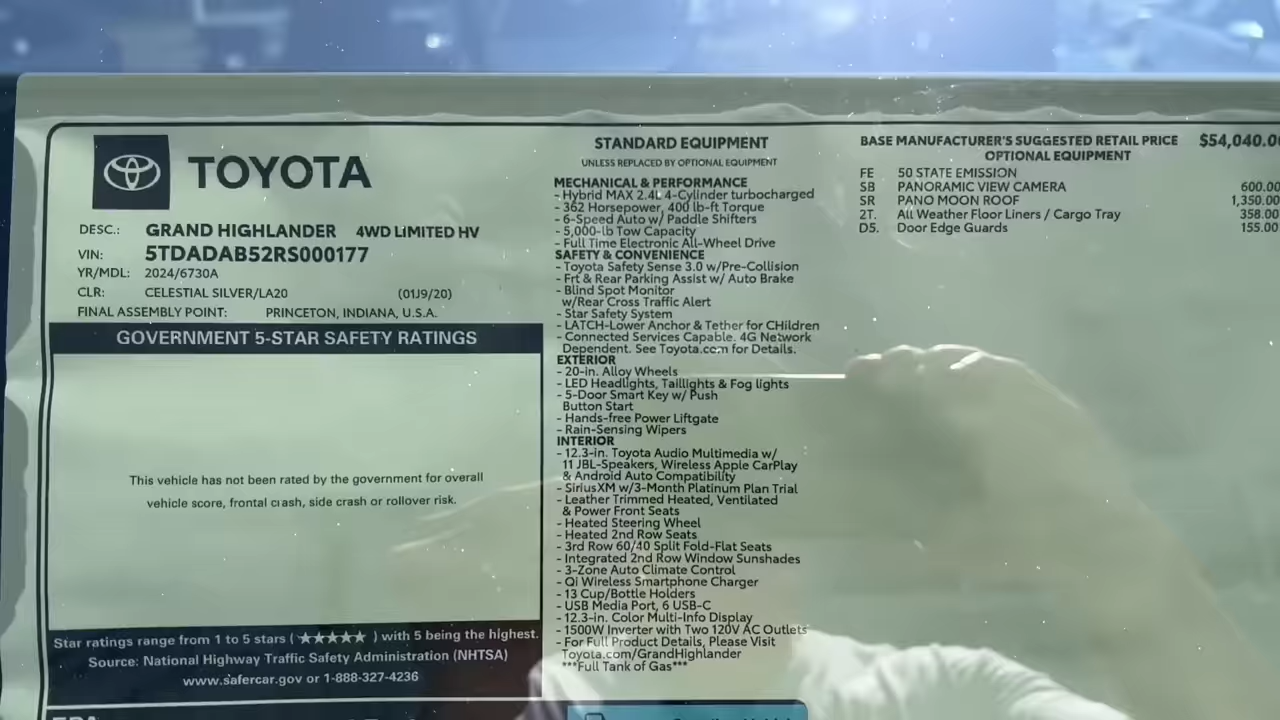 TOYOTA
DESC.: GRAND HIGHLANDER 4WD LIMITED HV
VIN: 5TDADAB52RS000177
YR/MDL: 2024/6730A
CLR: CELESTIAL SILVER/LA20 (01J9/20)
FINAL ASSEMBLY POINT: PRINCETON, INDIANA, U.S.A.
GOVERNMENT 5-STAR SAFETY RATINGS
This vehicle has not been rated by the government for overall
vehicle score, frontal crash, side crash or rollover risk.
Star ratings range from 1 to 5 stars ( ★★★★★ ) with 5 being the highest.
Source: National Highway Traffic Safety Administration (NHTSA)
www.safercar.gov or 1-888-327-4236
STANDARD EQUIPMENT
UNLESS REPLACED BY OPTIONAL EQUIPMENT
MECHANICAL & PERFORMANCE
- Hybrid MAX 2.4L 4-Cylinder turbocharged
- 362 Horsepower, 400 lb-ft Torque
- 6-Speed Auto w/ Paddle Shifters
- 5,000-lb Tow Capacity
- Full Time Electronic All-Wheel Drive
SAFETY & CONVENIENCE
- Toyota Safety Sense 3.0 w/Pre-Collision
- Frt & Rear Parking Assist w/ Auto Brake
- Blind Spot Monitor
w/Rear Cross Traffic Alert
- Star Safety System
- LATCH-Lower Anchor & Tether for CHildren
- Connected Services Capable. 4G Network
Dependent. See Toyota.com for Details.
EXTERIOR
- 20-in. Alloy Wheels
- LED Headlights, Taillights & Fog lights
- 5-Door Smart Key w/ Push
Button Start
- Hands-free Power Liftgate
- Rain-Sensing Wipers
INTERIOR
- 12.3-in. Toyota Audio Multimedia w/
11 JBL-Speakers, Wireless Apple CarPlay
& Android Auto Compatibility
- SiriusXM w/3-Month Platinum Plan Trial
- Leather Trimmed Heated, Ventilated
& Power Front Seats
- Heated Steering Wheel
- Heated 2nd Row Seats
- 3rd Row 60/40 Split Fold-Flat Seats
- Integrated 2nd Row Window Sunshades
- 3-Zone Auto Climate Control
- Qi Wireless Smartphone Charger
- 13 Cup/Bottle Holders
- USB Media Port, 6 USB-C
- 12.3-in. Color Multi-Info Display
- 1500W Inverter with Two 120V AC Outlets
- For Full Product Details, Please Visit
Toyota.com/GrandHighlander
***Full Tank of Gas***
BASE MANUFACTURER'S SUGGESTED RETAIL PRICE $54,040.00
OPTIONAL EQUIPMENT
FE 50 STATE EMISSION
SB PANORAMIC VIEW CAMERA 600.00
SR PANO MOON ROOF 1,350.00
2T. All Weather Floor Liners / Cargo Tray 358.00
D5. Door Edge Guards 155.00